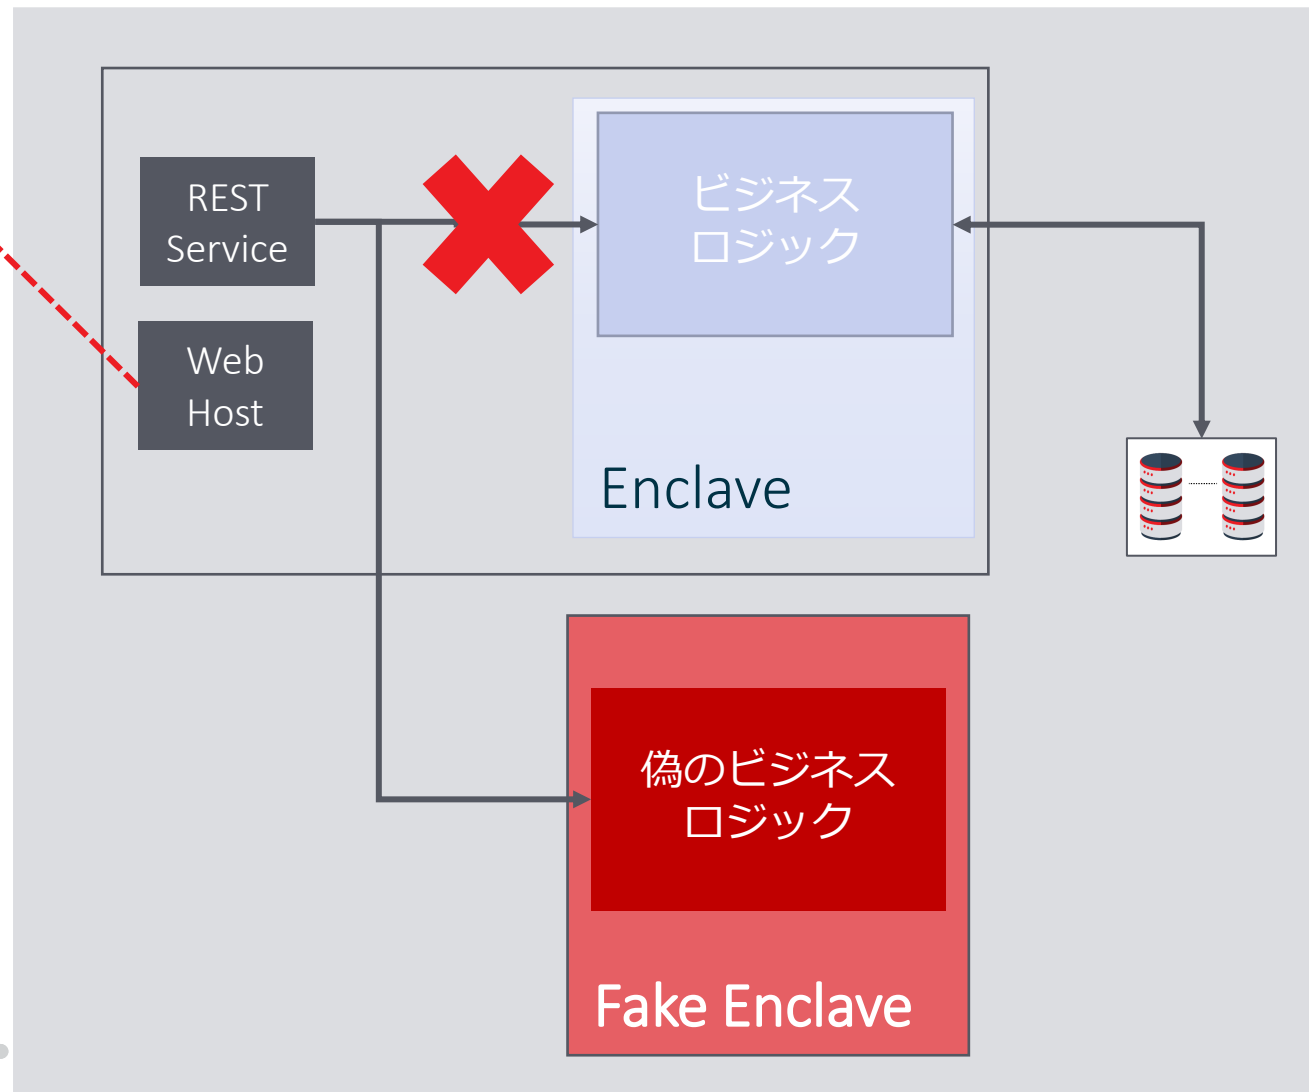 REST
Service
ビジネス
ロジック
Web
Host
Enclave
偽のビジネス
ロジック
Fake Enclave